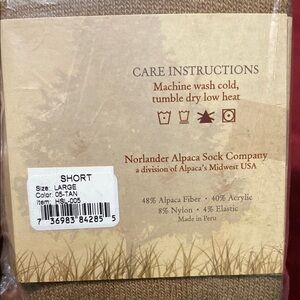 CARE INSTRUCTIONS
Machine wash cold,
tumble dry low heat
Norlander Alpaca Sock Company
a division of Alpaca's Midwest USA
48% Alpaca Fiber • 40% Acrylic
8% Nylon • 4% Elastic
Made in Peru
SHORT
Size: LARGE
Color: 05-TAN
Item: HSL-005
7 36983 84285 5